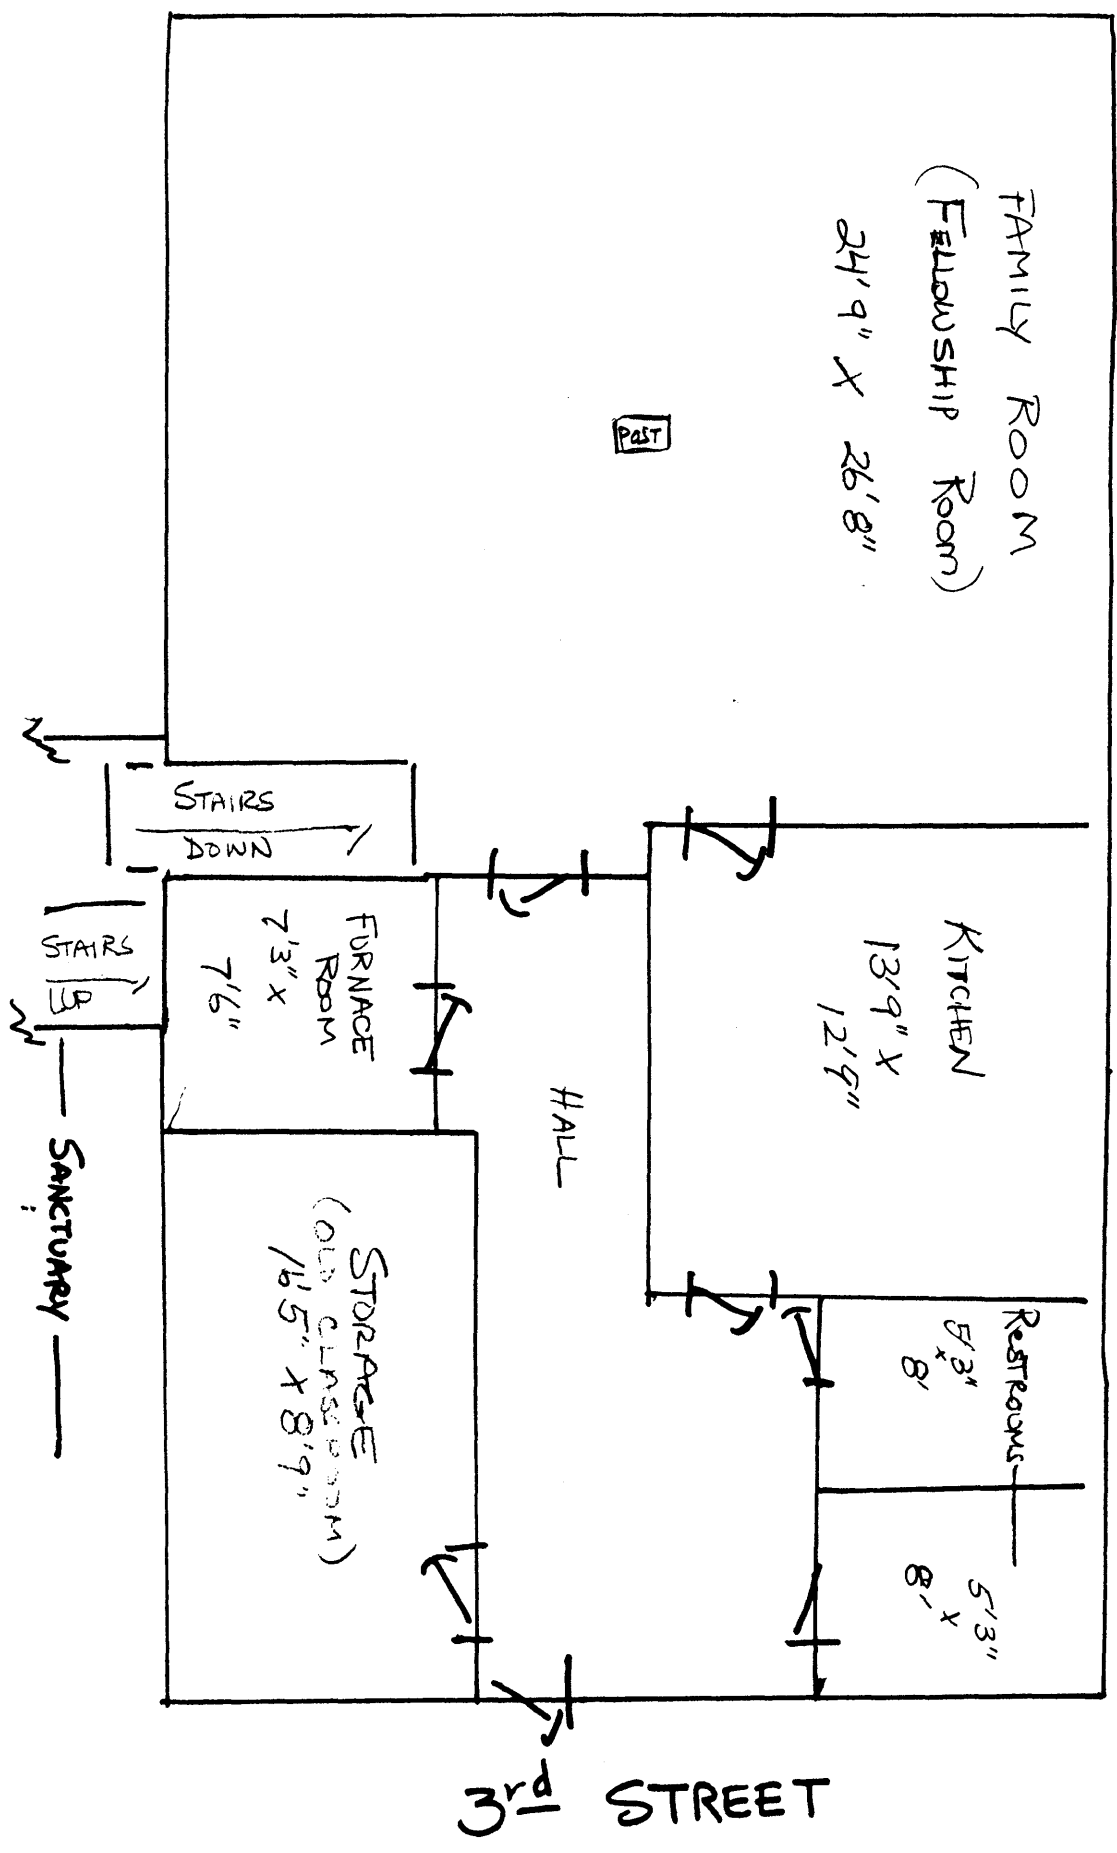 FAMILY ROOM
(FELLOWSHIP ROOM)
24'9" X 26'8"
POST
STAIRS
DOWN
STAIRS
UP
FURNACE
ROOM
7'3" X
7'6"
KITCHEN
13'9" X
12'9"
HALL
RESTROOMS
5'3"
x
8'
5'3"
x
8'
STORAGE
(OLD CLASSROOM)
16'5" X 8'9"
SANCTUARY
3rd STREET